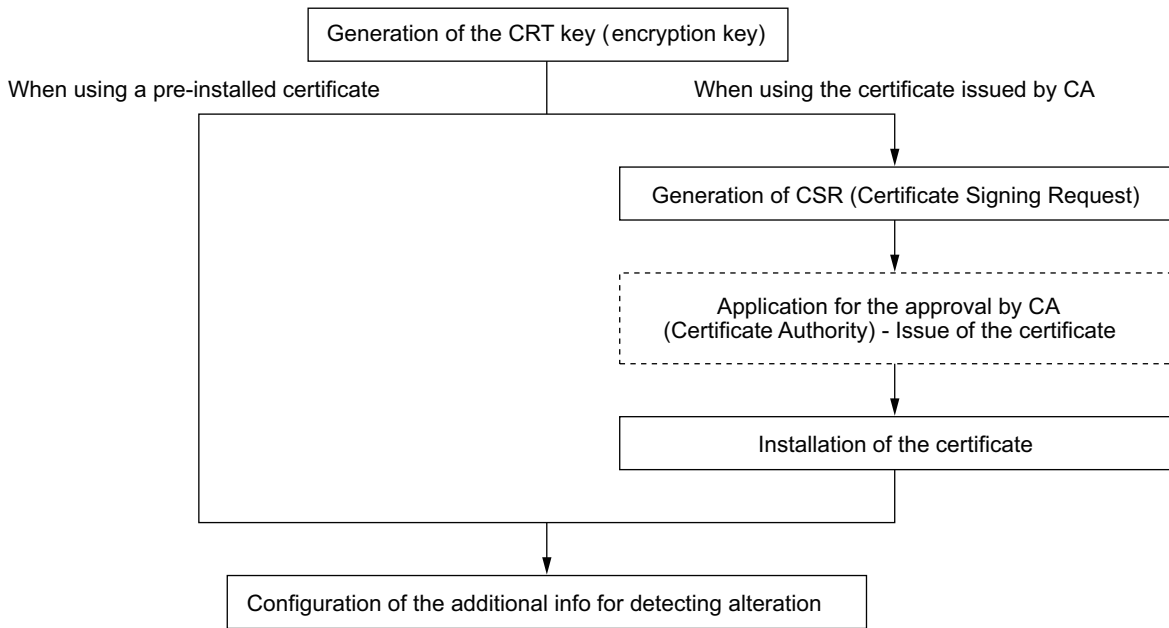 Generation of the CRT key (encryption key)
When using a pre-installed certificate
When using the certificate issued by CA
Generation of CSR (Certificate Signing Request)
Application for the approval by CA
(Certificate Authority) - Issue of the certificate
Installation of the certificate
Configuration of the additional info for detecting alteration